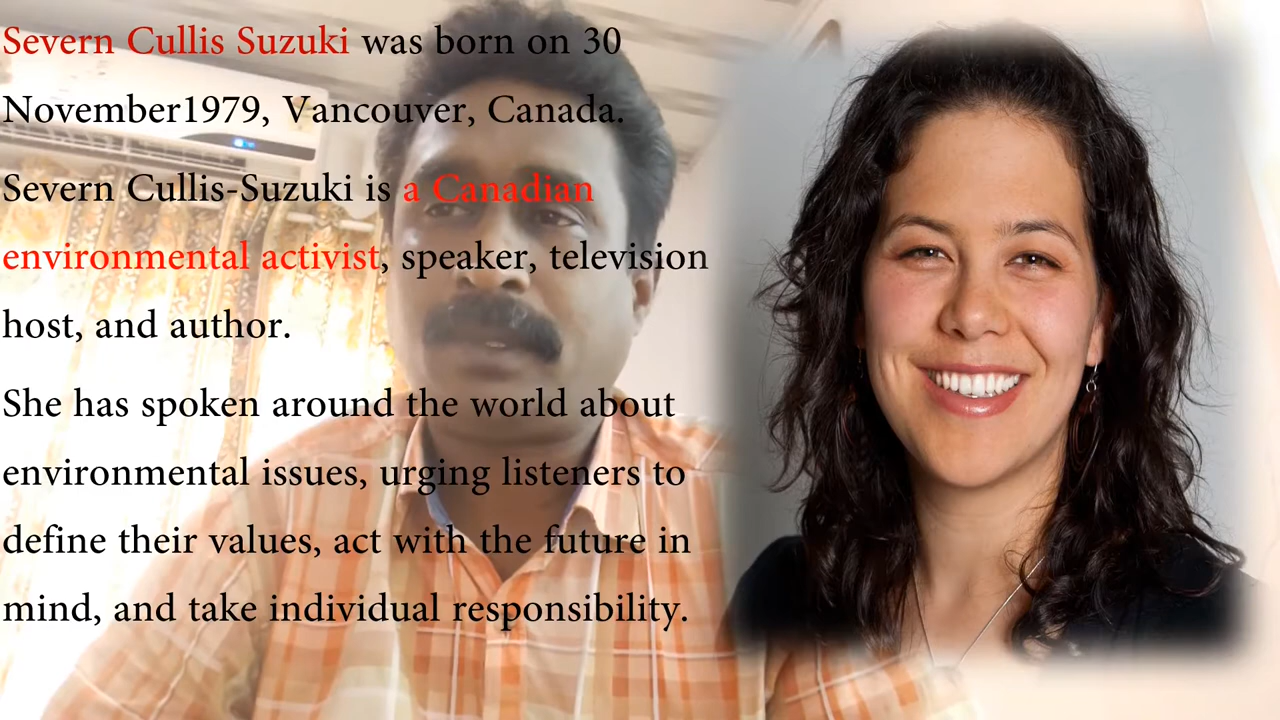 Severn Cullis Suzuki was born on 30
November1979, Vancouver, Canada.
Severn Cullis-Suzuki is a Canadian
environmental activist, speaker, television
host, and author.
She has spoken around the world about
environmental issues, urging listeners to
define their values, act with the future in
mind, and take individual responsibility.